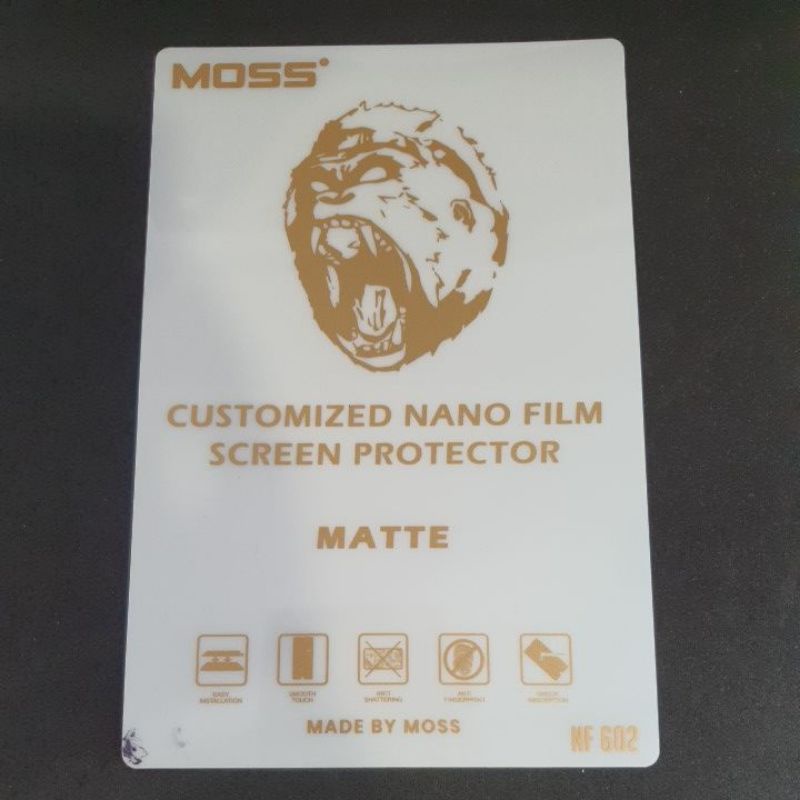 MOSS
CUSTOMIZED NANO FILM
SCREEN PROTECTOR
MATTE
EASY
INSTALLATION
SMOOTH
TOUCH
ANTI
SHATTERING
ANTI
FINGERPRINT
SHOCK
ABSORPTION
MADE BY MOSS
NF 602